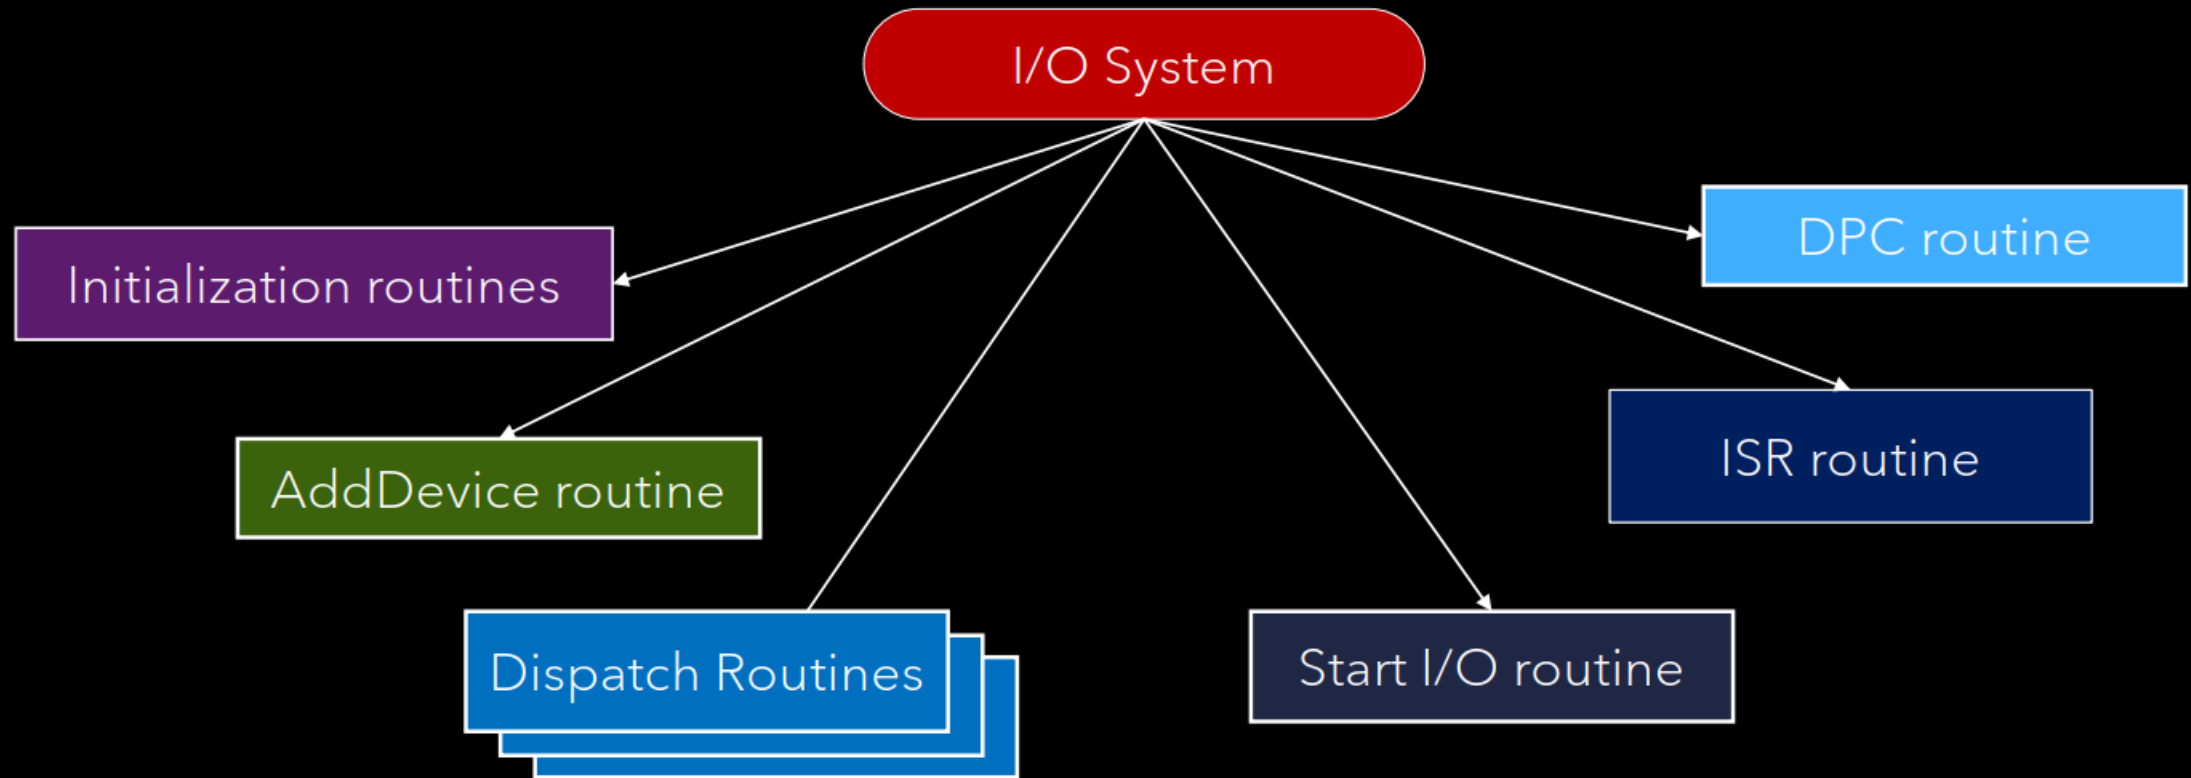 I/O System
DPC routine
Initialization routines
ISR routine
AddDevice routine
Dispatch Routines
Start I/O routine